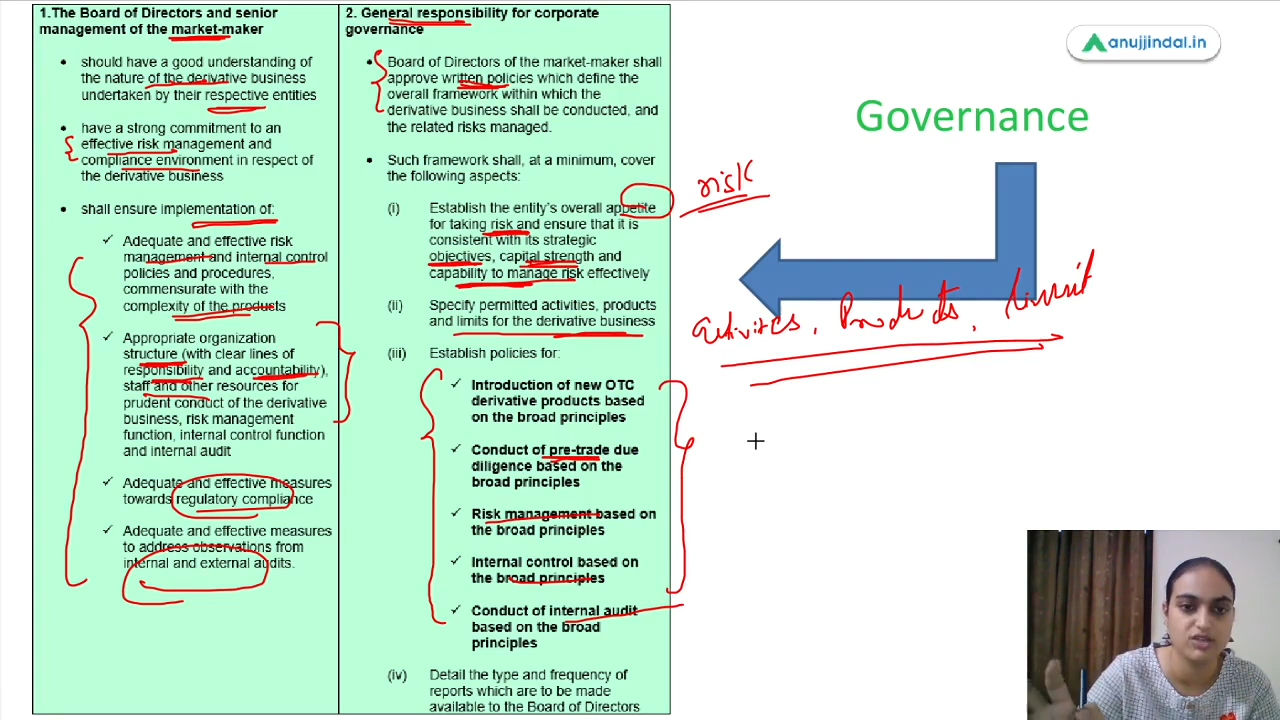 1.The Board of Directors and senior
management of the market-maker
• should have a good understanding of
the nature of the derivative business
undertaken by their respective entities
• have a strong commitment to an
effective risk management and
compliance environment in respect of
the derivative business
• shall ensure implementation of:
✓ Adequate and effective risk
management and internal control
policies and procedures,
commensurate with the
complexity of the products
✓ Appropriate organization
structure (with clear lines of
responsibility and accountability),
staff and other resources for
prudent conduct of the derivative
business, risk management
function, internal control function
and internal audit
✓ Adequate and effective measures
towards regulatory compliance
✓ Adequate and effective measures
to address observations from
internal and external audits.
2. General responsibility for corporate
governance
• Board of Directors of the market-maker shall
approve written policies which define the
overall framework within which the
derivative business shall be conducted, and
the related risks managed.
• Such framework shall, at a minimum, cover
the following aspects:
(i) Establish the entity's overall appetite
for taking risk and ensure that it is
consistent with its strategic
objectives, capital strength and
capability to manage risk effectively
(ii) Specify permitted activities, products
and limits for the derivative business
(iii) Establish policies for:
✓ Introduction of new OTC
derivative products based
on the broad principles
✓ Conduct of pre-trade due
diligence based on the
broad principles
✓ Risk management based on
the broad principles
✓ Internal control based on
the broad principles
✓ Conduct of internal audit
based on the broad
principles
(iv) Detail the type and frequency of
reports which are to be made
available to the Board of Directors
anujjindal.in
Governance
risk
activities, Products, limit